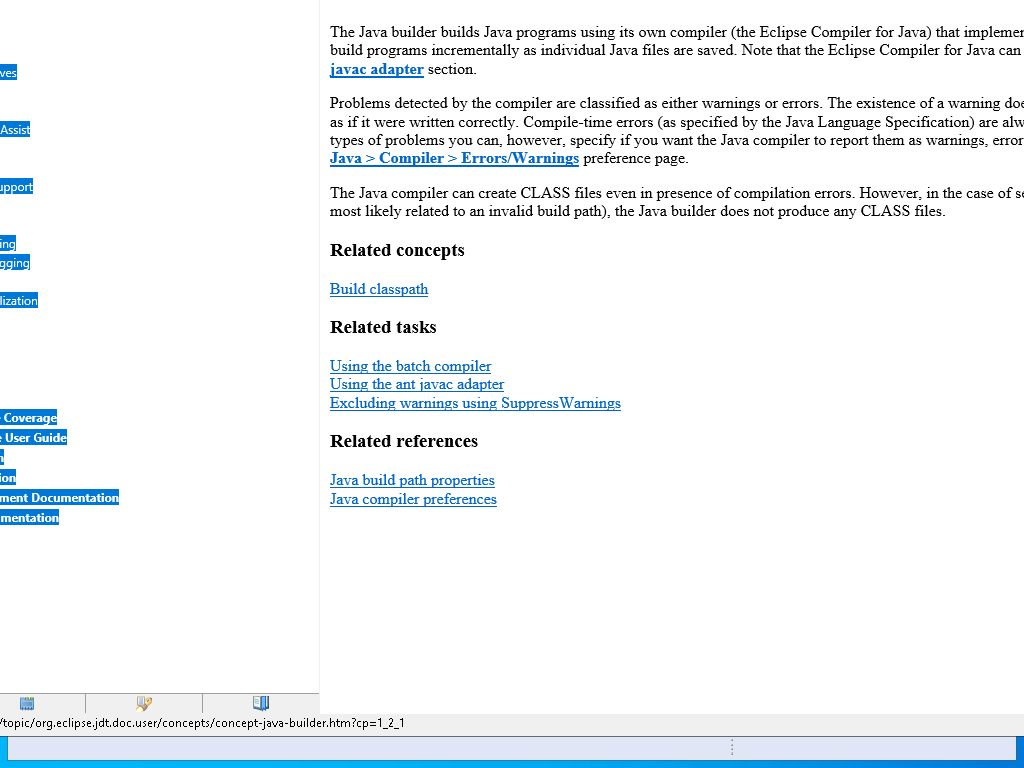 ves
Assist
upport
ing
gging
lization
Coverage
User Guide
ion
ment Documentation
mentation
The Java builder builds Java programs using its own compiler (the Eclipse Compiler for Java) that implemen
build programs incrementally as individual Java files are saved. Note that the Eclipse Compiler for Java can
javac adapter section.
Problems detected by the compiler are classified as either warnings or errors. The existence of a warning doe
as if it were written correctly. Compile-time errors (as specified by the Java Language Specification) are alw
types of problems you can, however, specify if you want the Java compiler to report them as warnings, error
Java > Compiler > Errors/Warnings preference page.
The Java compiler can create CLASS files even in presence of compilation errors. However, in the case of se
most likely related to an invalid build path), the Java builder does not produce any CLASS files.
Related concepts
Build classpath
Related tasks
Using the batch compiler
Using the ant javac adapter
Excluding warnings using SuppressWarnings
Related references
Java build path properties
Java compiler preferences
/topic/org.eclipse.jdt.doc.user/concepts/concept-java-builder.htm?cp=1_2_1